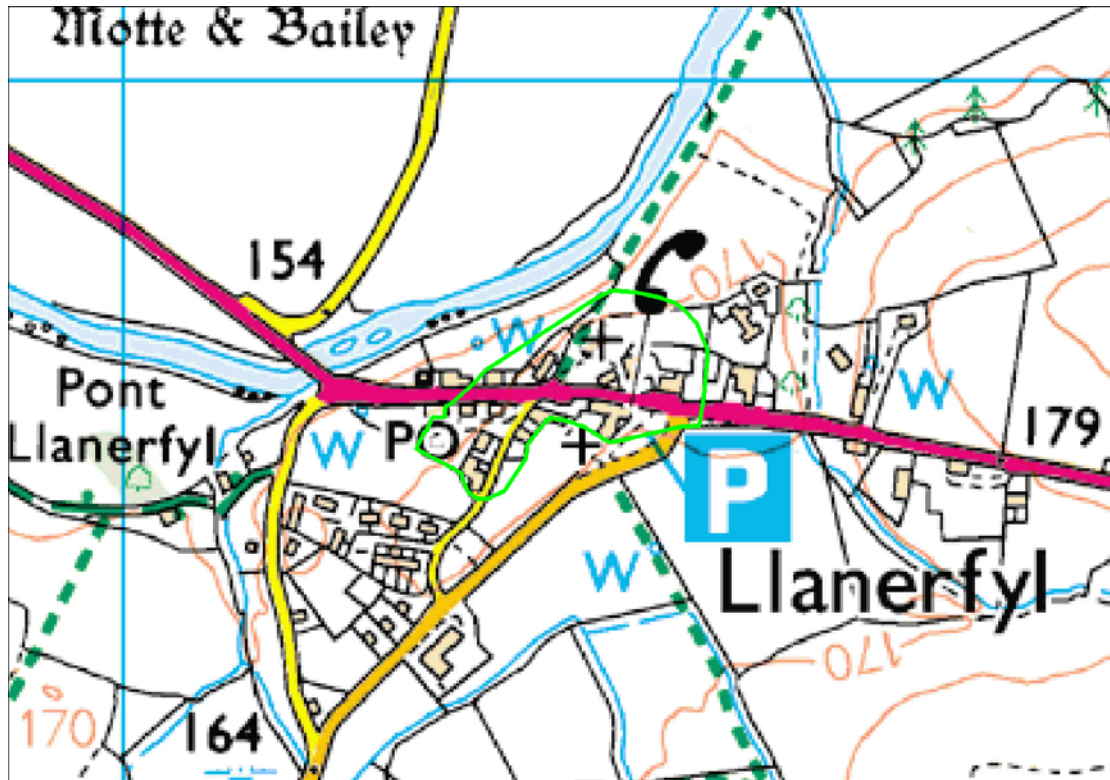 Motte & Bailey
154
170
W
Pont
Llanerfyl
W
PO
W
179
P
W
Llanerfyl
170
170
164